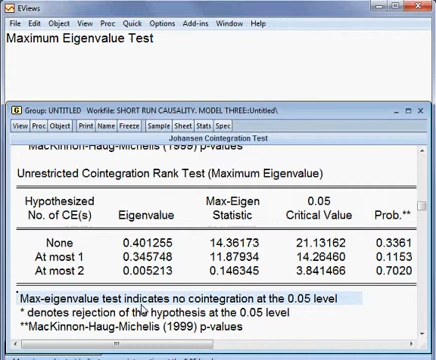 EViews
File Edit Object View Proc Quick Options Add-ins Window Help
Maximum Eigenvalue Test
G Group: UNTITLED Workfile: SHORT RUN CAUSALITY. MODEL THREE::Untitled\
View Proc Object Print Name Freeze Sample Sheet Stats Spec
Johansen Cointegration Test
MacKinnon-Haug-Michelis (1999) p-values
Unrestricted Cointegration Rank Test (Maximum Eigenvalue)
Hypothesized Max-Eigen 0.05
No. of CE(s) Eigenvalue Statistic Critical Value Prob.**
None 0.401255 14.36173 21.13162 0.3361
At most 1 0.345748 11.87934 14.26460 0.1153
At most 2 0.005213 0.146345 3.841466 0.7020
Max-eigenvalue test indicates no cointegration at the 0.05 level
* denotes rejection of the hypothesis at the 0.05 level
**MacKinnon-Haug-Michelis (1999) p-values